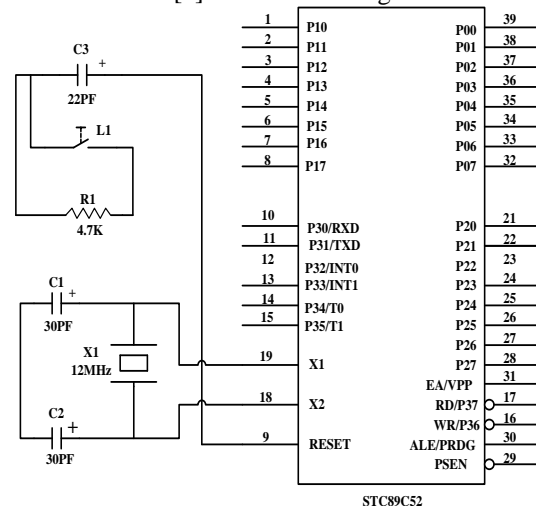 C3
+
22PF
L1
R1
4.7K
C1
+
30PF
X1
12MHz
C2
+
30PF
1 P10
2 P11
3 P12
4 P13
5 P14
6 P15
7 P16
8 P17
10 P30/RXD
11 P31/TXD
12 P32/INT0
13 P33/INT1
14 P34/T0
15 P35/T1
19 X1
18 X2
9 RESET
P00 39
P01 38
P02 37
P03 36
P04 35
P05 34
P06 33
P07 32
P20 21
P21 22
P22 23
P23 24
P24 25
P25 26
P26 27
P27 28
EA/VPP 31
RD/P37 17
WR/P36 16
ALE/PRDG 30
PSEN 29
STC89C52